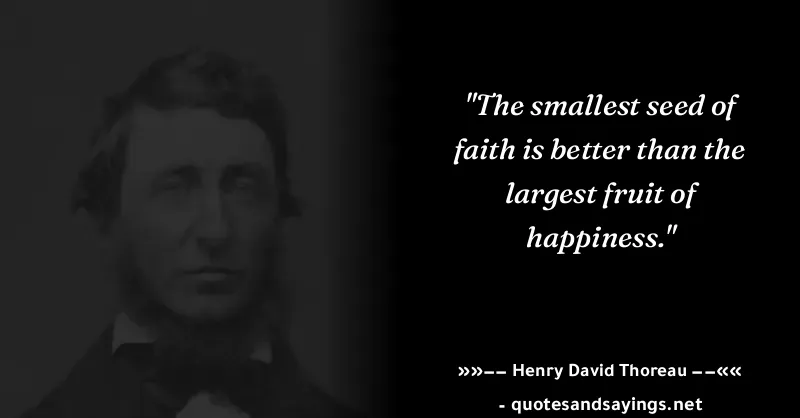 "The smallest seed of
faith is better than the
largest fruit of
happiness."
»»−− Henry David Thoreau −−««
- quotesandsayings.net